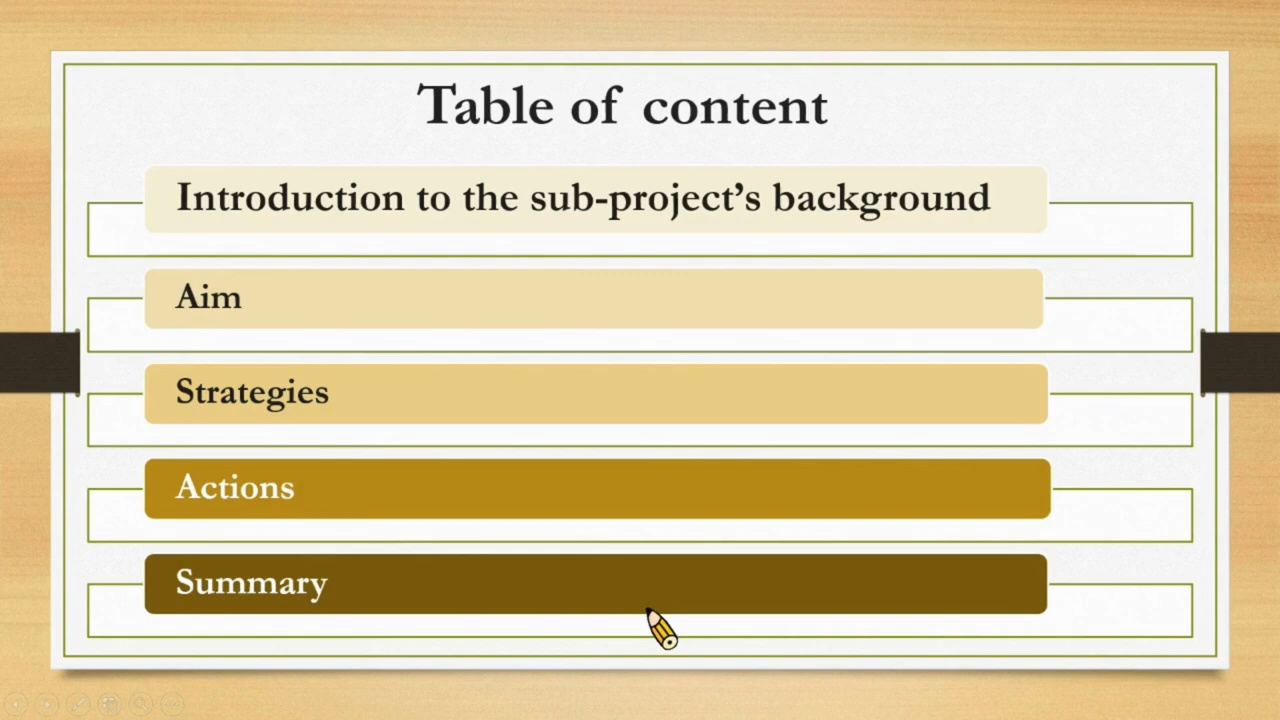 Table of content
Introduction to the sub-project’s background
Aim
Strategies
Actions
Summary